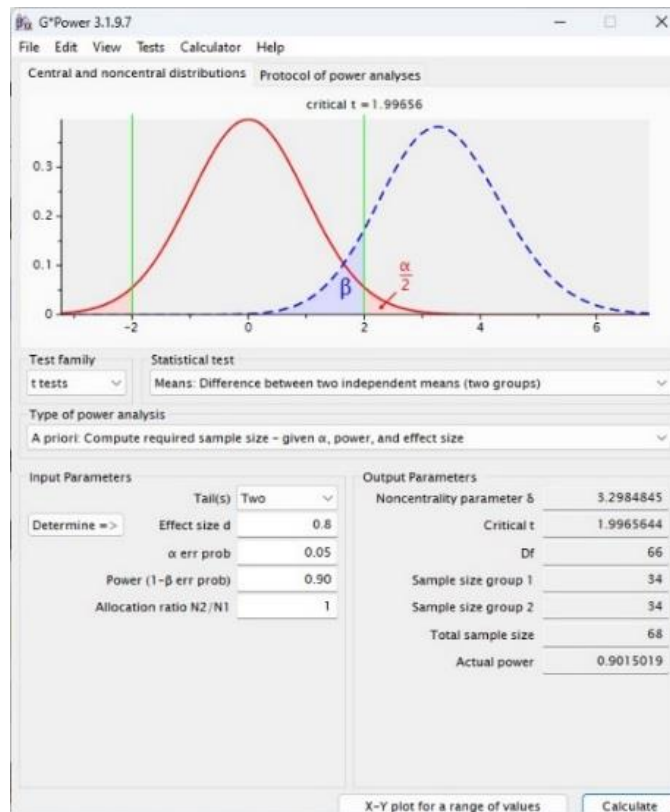 G*Power 3.1.9.7
File Edit View Tests Calculator Help
Central and noncentral distributions Protocol of power analyses
critical t = 1.99656
0.3
0.2
0.1
0
β
α
2
-2 0 2 4 6
Test family Statistical test
t tests Means: Difference between two independent means (two groups)
Type of power analysis
A priori: Compute required sample size - given α, power, and effect size
Input Parameters Output Parameters
Tail(s) Two Noncentrality parameter δ 3.2984845
Determine => Effect size d 0.8 Critical t 1.9965644
α err prob 0.05 Df 66
Power (1-β err prob) 0.90 Sample size group 1 34
Allocation ratio N2/N1 1 Sample size group 2 34
Total sample size 68
Actual power 0.9015019
X-Y plot for a range of values Calculate